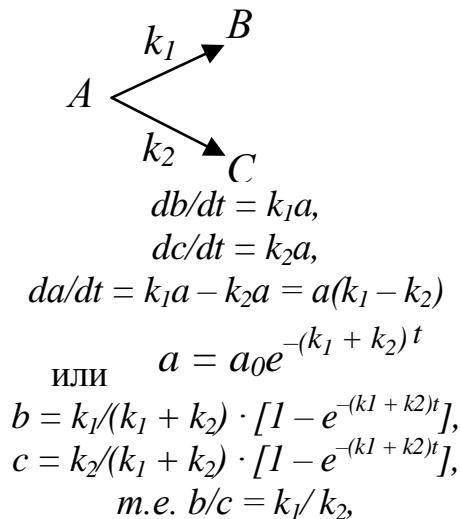 B
k₁
A
k₂
C
db/dt = k₁a,
dc/dt = k₂a,
da/dt = k₁a – k₂a = a(k₁ – k₂)
или a = a₀e^–(k₁ + k₂) t
b = k₁/(k₁ + k₂) · [1 – e^–(k1 + k2)t],
c = k₂/(k₁ + k₂) · [1 – e^–(k1 + k2)t],
т.е. b/c = k₁/ k₂,